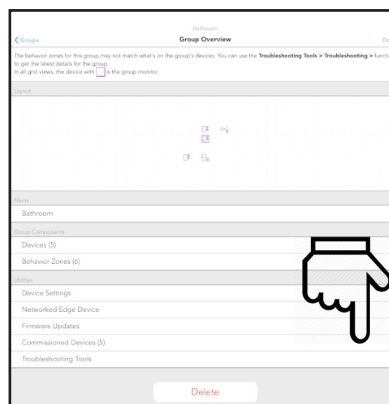 Bathroom
Groups
Group Overview
The behavior zones for this group may not match what's on the group's devices. You can use the Troubleshooting Tools > Troubleshooting >
to get the latest details for the group.
In all grid views, the device with is the group monitor.
Layout
Name
Bathroom
Group Components
Devices (5)
Behavior Zones (6)
Utilities
Device Settings
Networked Edge Device
Firmware Updates
Commissioned Devices (5)
Troubleshooting Tools
Delete